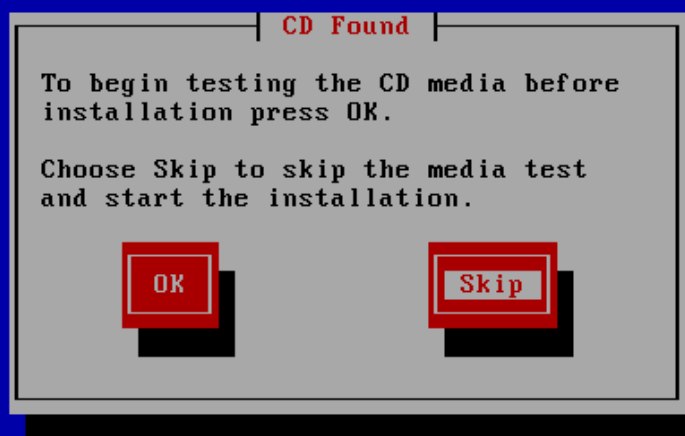 CD Found
To begin testing the CD media before
installation press OK.
Choose Skip to skip the media test
and start the installation.
OK
Skip